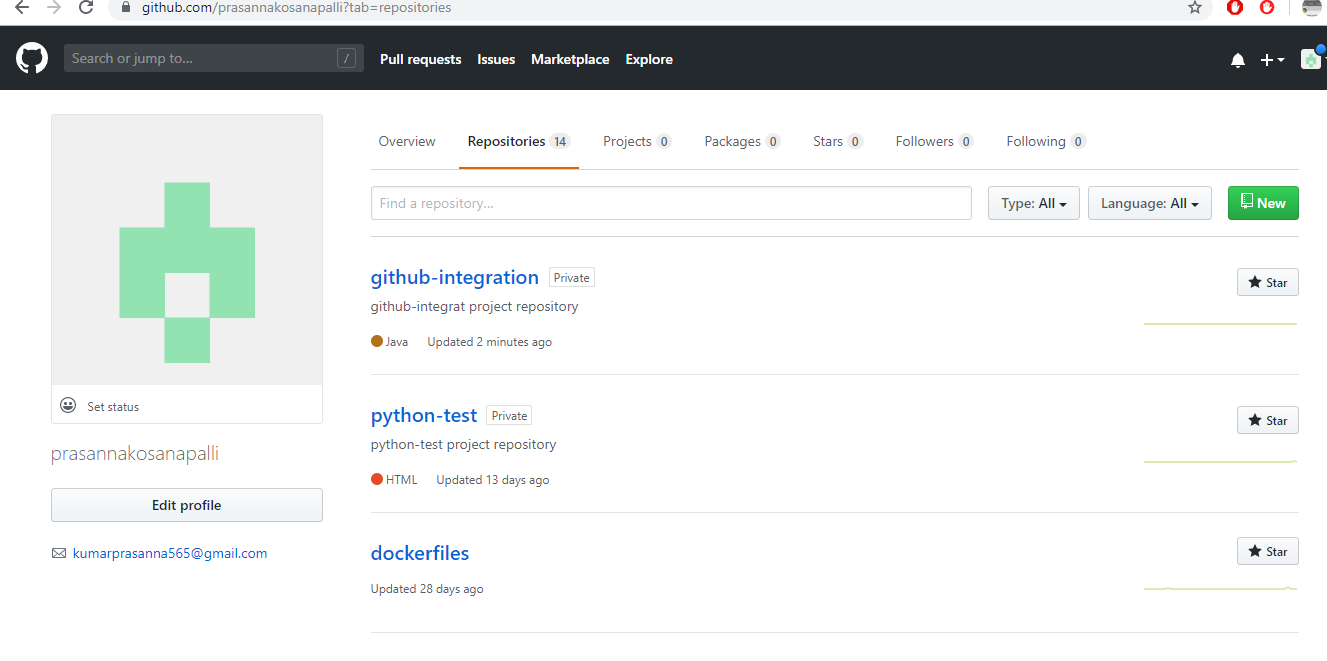 github.com/prasannakosanapalli?tab=repositories
Search or jump to... / Pull requests Issues Marketplace Explore
Overview Repositories 14 Projects 0 Packages 0 Stars 0 Followers 0 Following 0
Find a repository... Type: All Language: All New
github-integration Private Star
github-integrat project repository
Java Updated 2 minutes ago
python-test Private Star
python-test project repository
HTML Updated 13 days ago
dockerfiles Star
Updated 28 days ago
Set status
prasannakosanapalli
Edit profile
kumarprasanna565@gmail.com